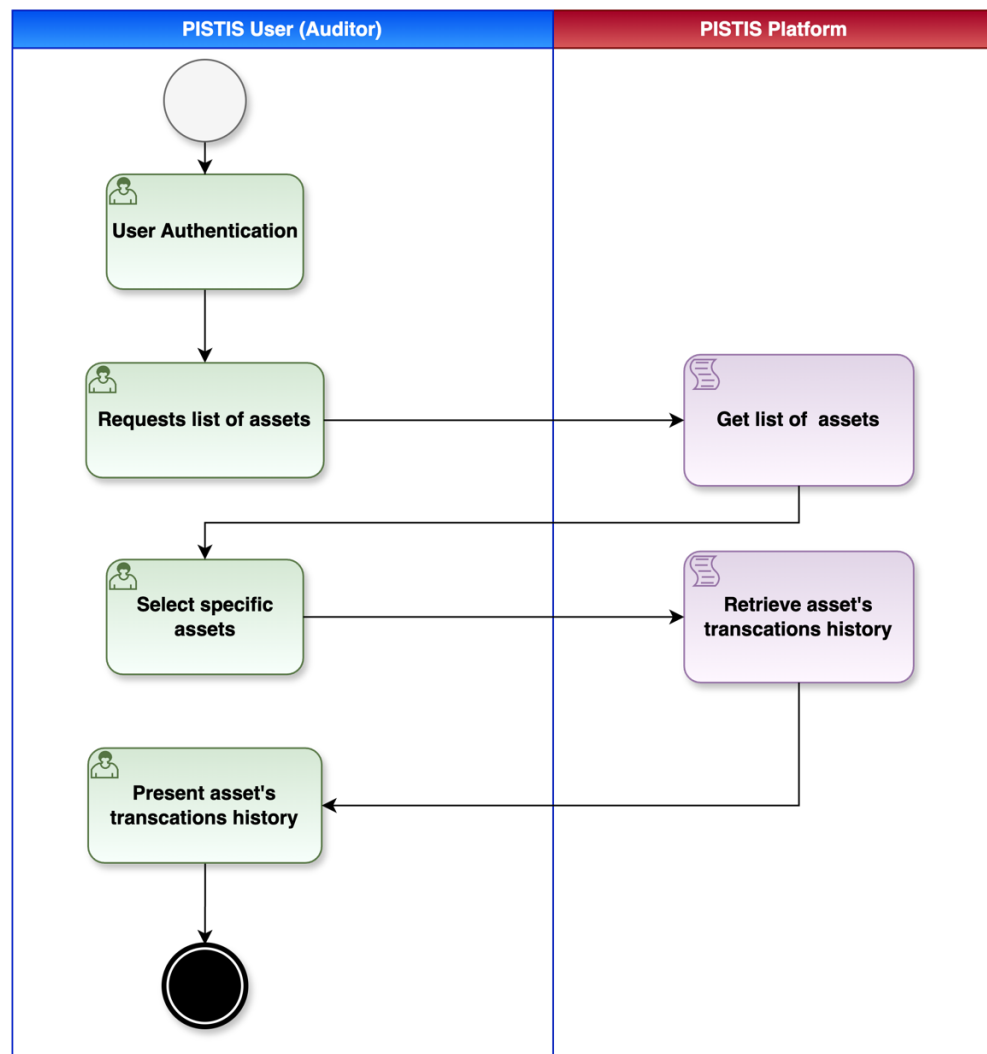 PISTIS User (Auditor)
PISTIS Platform
User Authentication
Requests list of assets
Get list of  assets
Select specific
assets
Retrieve asset's
transcations history
Present asset's
transcations history